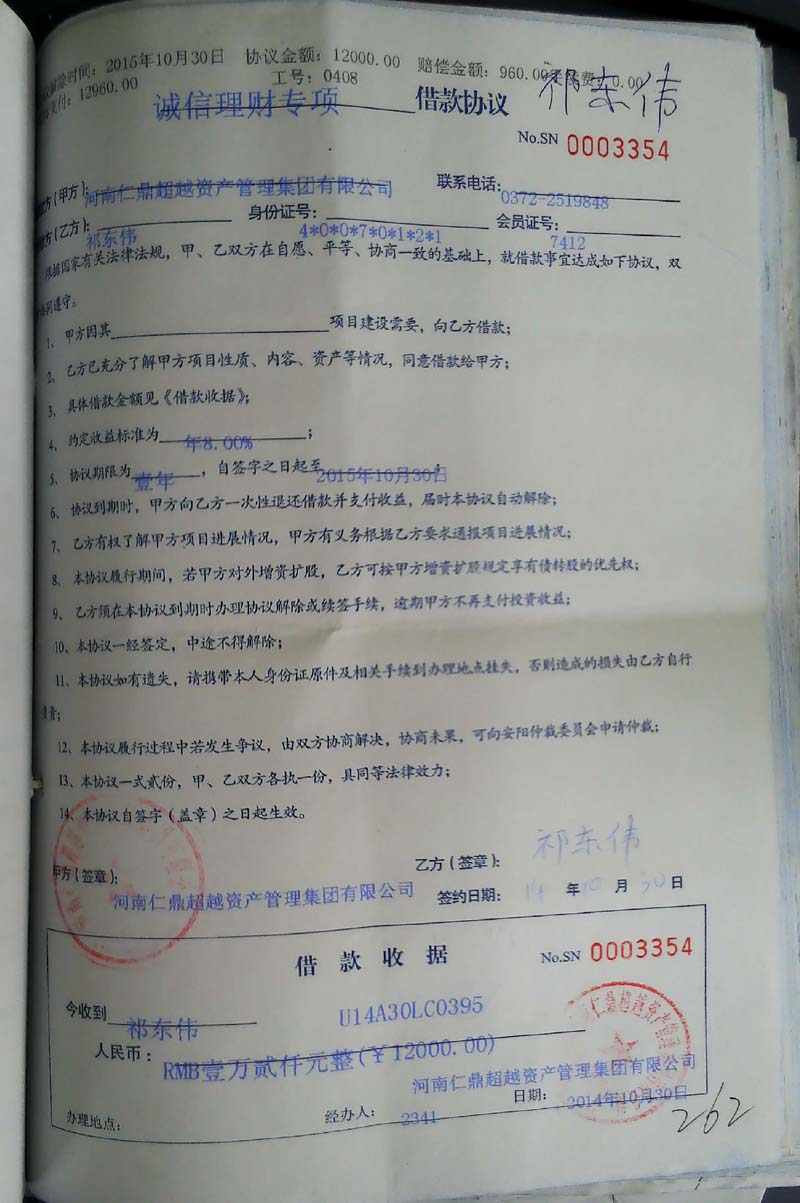 解除时间：2015年10月30日 协议金额：12000.00 赔偿金额：960.00 费：0.00
支付：12960.00 工号：0408
诚信理财专项 借款协议 祁东伟
No.SN 0003354
方（甲方）：河南仁鼎超越资产管理集团有限公司 联系电话：0372-2519848
方（乙方）：祁东伟 身份证号：4*0*0*7*0*1*2*1 会员证号：7412
根据国家有关法律法规，甲、乙双方在自愿、平等、协商一致的基础上，就借款事宜达成如下协议，双
共同遵守。
1、甲方因其 项目建设需要，向乙方借款；
2、乙方已充分了解甲方项目性质、内容、资产等情况，同意借款给甲方；
3、具体借款金额见《借款收据》；
4、约定收益标准为 年8.00% ；
5、协议期限为 壹年 ，自签字之日起至 2015年10月30日 ；
6、协议到期时，甲方向乙方一次性退还借款并支付收益，届时本协议自动解除；
7、乙方有权了解甲方项目进展情况，甲方有义务根据乙方要求通报项目进展情况；
8、本协议履行期间，若甲方对外增资扩股，乙方可按甲方增资扩股规定享有债转股的优先权；
9、乙方须在本协议到期时办理协议解除或续签手续，逾期甲方不再支付投资收益；
10、本协议一经签定，中途不得解除；
11、本协议如有遗失，请携带本人身份证原件及相关手续到办理地点挂失，否则造成的损失由乙方自行
负责；
12、本协议履行过程中若发生争议，由双方协商解决，协商未果，可向安阳仲裁委员会申请仲裁；
13、本协议一式贰份，甲、乙双方各执一份，具同等法律效力；
14、本协议自签字（盖章）之日起生效。
甲方（签章）： 乙方（签章）： 祁东伟
河南仁鼎超越资产管理集团有限公司 签约日期： 14 年 10 月 30 日
借款收据 No.SN 0003354
今收到 祁东伟 U14A30LC0395
人民币： RMB壹万贰仟元整(￥12000.00)
河南仁鼎超越资产管理集团有限公司
办理地点： 经办人： 2341 日期： 2014年10月30日
262